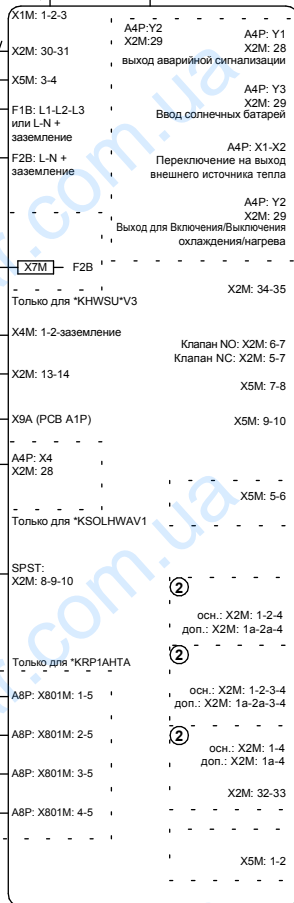 X1M: 1-2-3
X2M: 30-31
X5M: 3-4
F1B: L1-L2-L3
или L-N +
заземление
F2B: L-N +
заземление
X7M F2B
Только для *KHWSU*V3
X4M: 1-2-заземление
X2M: 13-14
X9A (PCB A1P)
A4P: X4
X2M: 28
Только для *KSOLHWAV1
SPST:
X2M: 8-9-10
Только для *KRP1AHTA
A8P: X801M: 1-5
A8P: X801M: 2-5
A8P: X801M: 3-5
A8P: X801M: 4-5
A4P:Y2
X2M:29
A4P: Y1
X2M: 28
выход аварийной сигнализации
A4P: Y3
X2M: 29
Ввод солнечных батарей
A4P: X1-X2
Переключение на выход
внешнего источника тепла
A4P: Y2
X2M: 29
Выход для Включения/Выключения
охлаждения/нагрева
X2M: 34-35
Клапан NO: X2M: 6-7
Клапан NC: X2M: 5-7
X5M: 7-8
X5M: 9-10
X5M: 5-6
2
осн.: X2M: 1-2-4
доп.: X2M: 1a-2a-4
2
осн.: X2M: 1-2-3-4
доп.: X2M: 1a-2a-3-4
2
осн.: X2M: 1-4
доп.: X2M: 1a-4
X2M: 32-33
X5M: 1-2